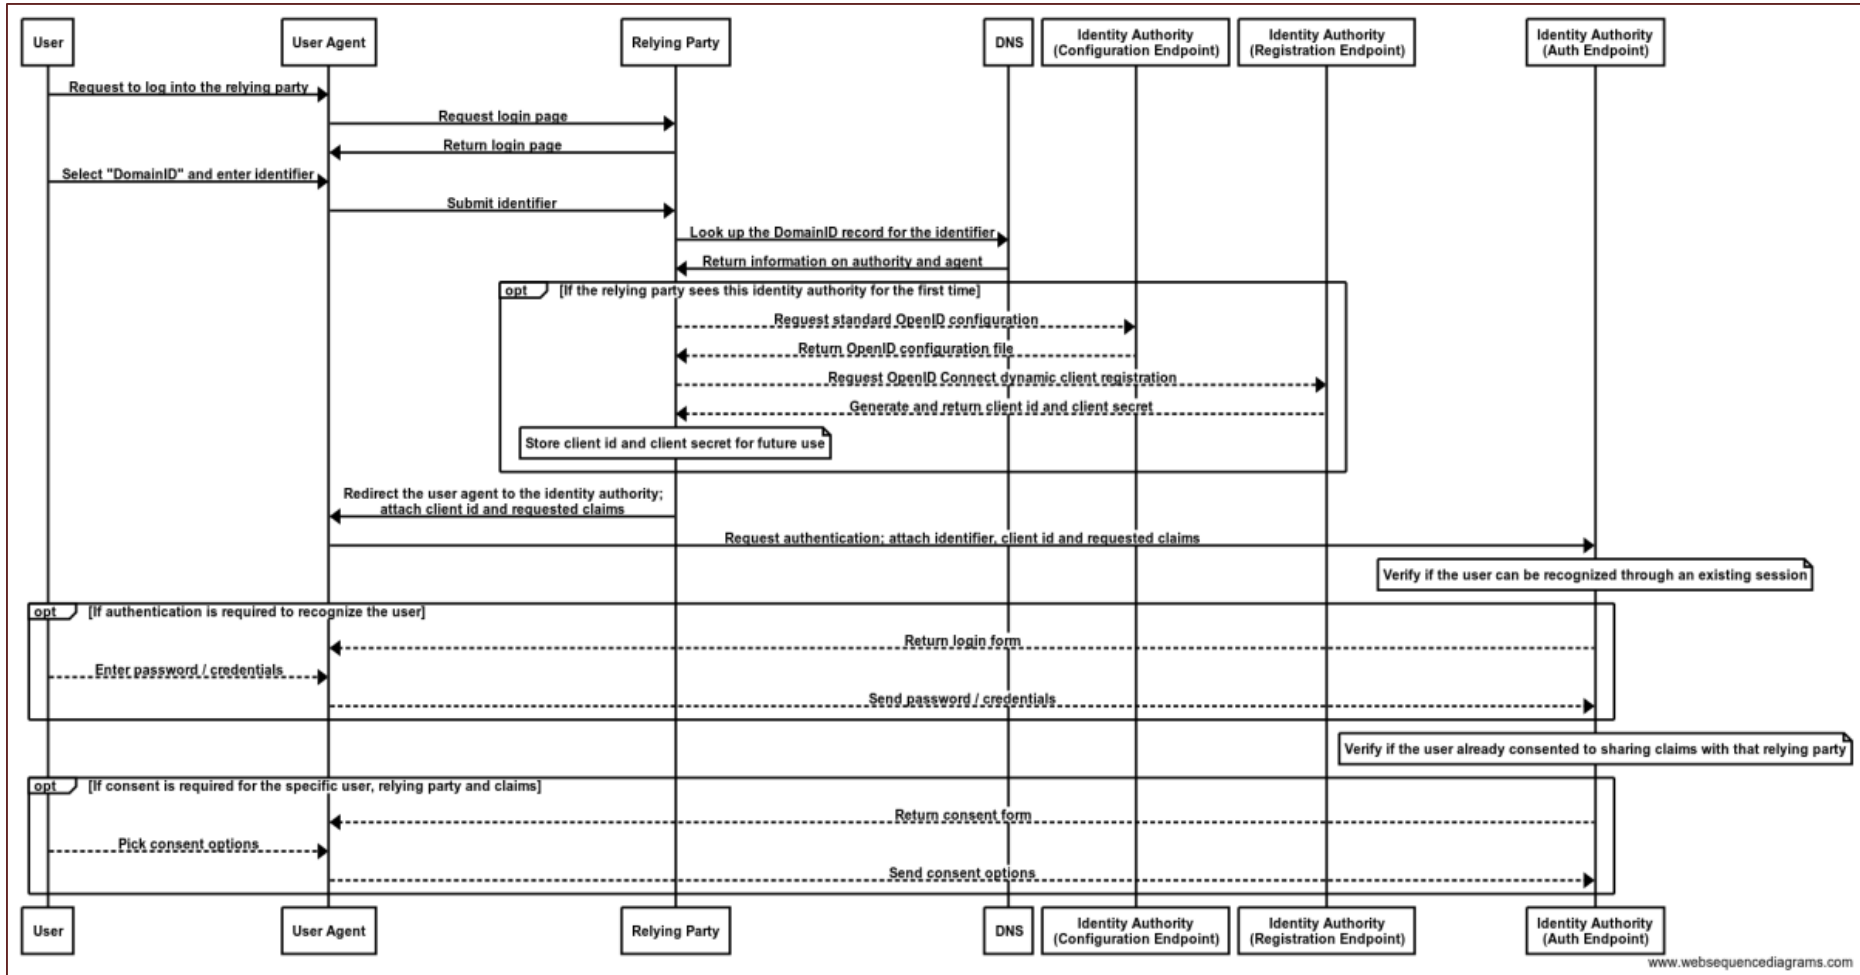 User
User Agent
Relying Party
DNS
Identity Authority
(Configuration Endpoint)
Identity Authority
(Registration Endpoint)
Identity Authority
(Auth Endpoint)
Request to log into the relying party
Request login page
Return login page
Select "DomainID" and enter identifier
Submit identifier
Look up the DomainID record for the identifier
Return information on authority and agent
opt
[If the relying party sees this identity authority for the first time]
Request standard OpenID configuration
Return OpenID configuration file
Request OpenID Connect dynamic client registration
Generate and return client id and client secret
Store client id and client secret for future use
Redirect the user agent to the identity authority;
attach client id and requested claims
Request authentication; attach identifier, client id and requested claims
Verify if the user can be recognized through an existing session
opt
[If authentication is required to recognize the user]
Return login form
Enter password / credentials
Send password / credentials
Verify if the user already consented to sharing claims with that relying party
opt
[If consent is required for the specific user, relying party and claims]
Return consent form
Pick consent options
Send consent options
User
User Agent
Relying Party
DNS
Identity Authority
(Configuration Endpoint)
Identity Authority
(Registration Endpoint)
Identity Authority
(Auth Endpoint)
www.websequencediagrams.com